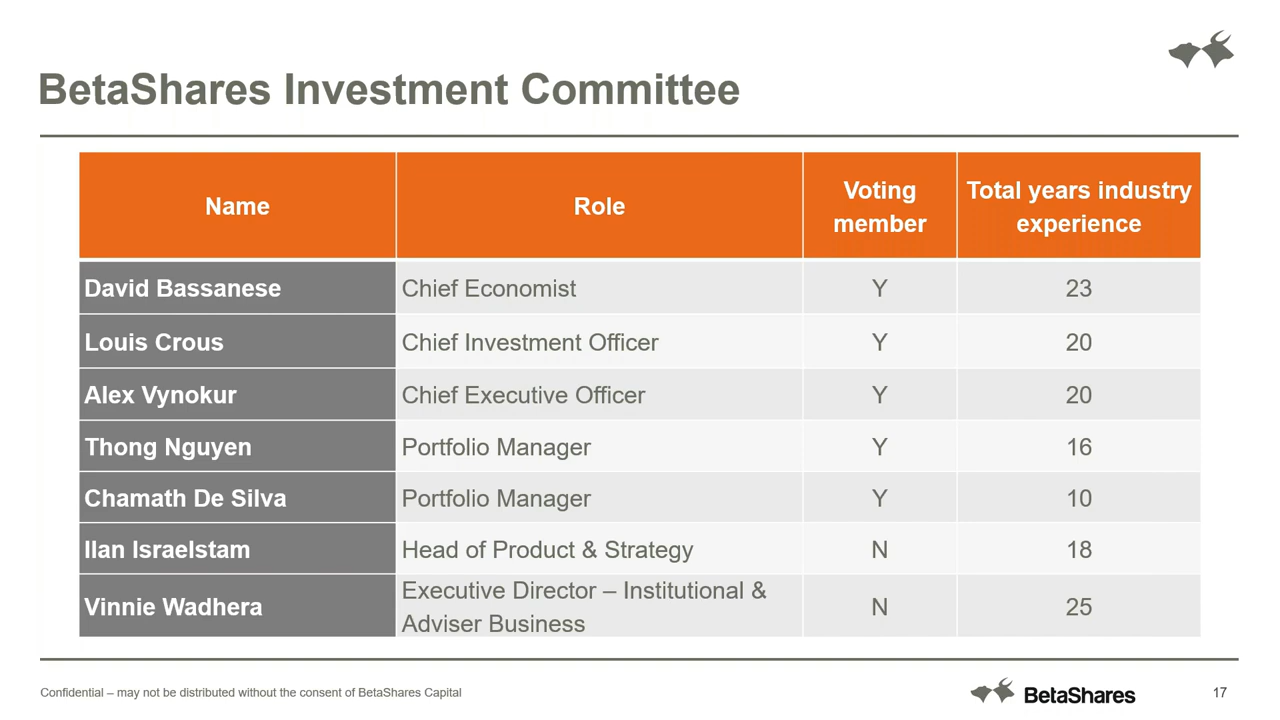 BetaShares Investment Committee
Name Role Voting member Total years industry experience
David Bassanese Chief Economist Y 23
Louis Crous Chief Investment Officer Y 20
Alex Vynokur Chief Executive Officer Y 20
Thong Nguyen Portfolio Manager Y 16
Chamath De Silva Portfolio Manager Y 10
Ilan Israelstam Head of Product & Strategy N 18
Vinnie Wadhera Executive Director – Institutional & Adviser Business N 25
Confidential – may not be distributed without the consent of BetaShares Capital BetaShares 17